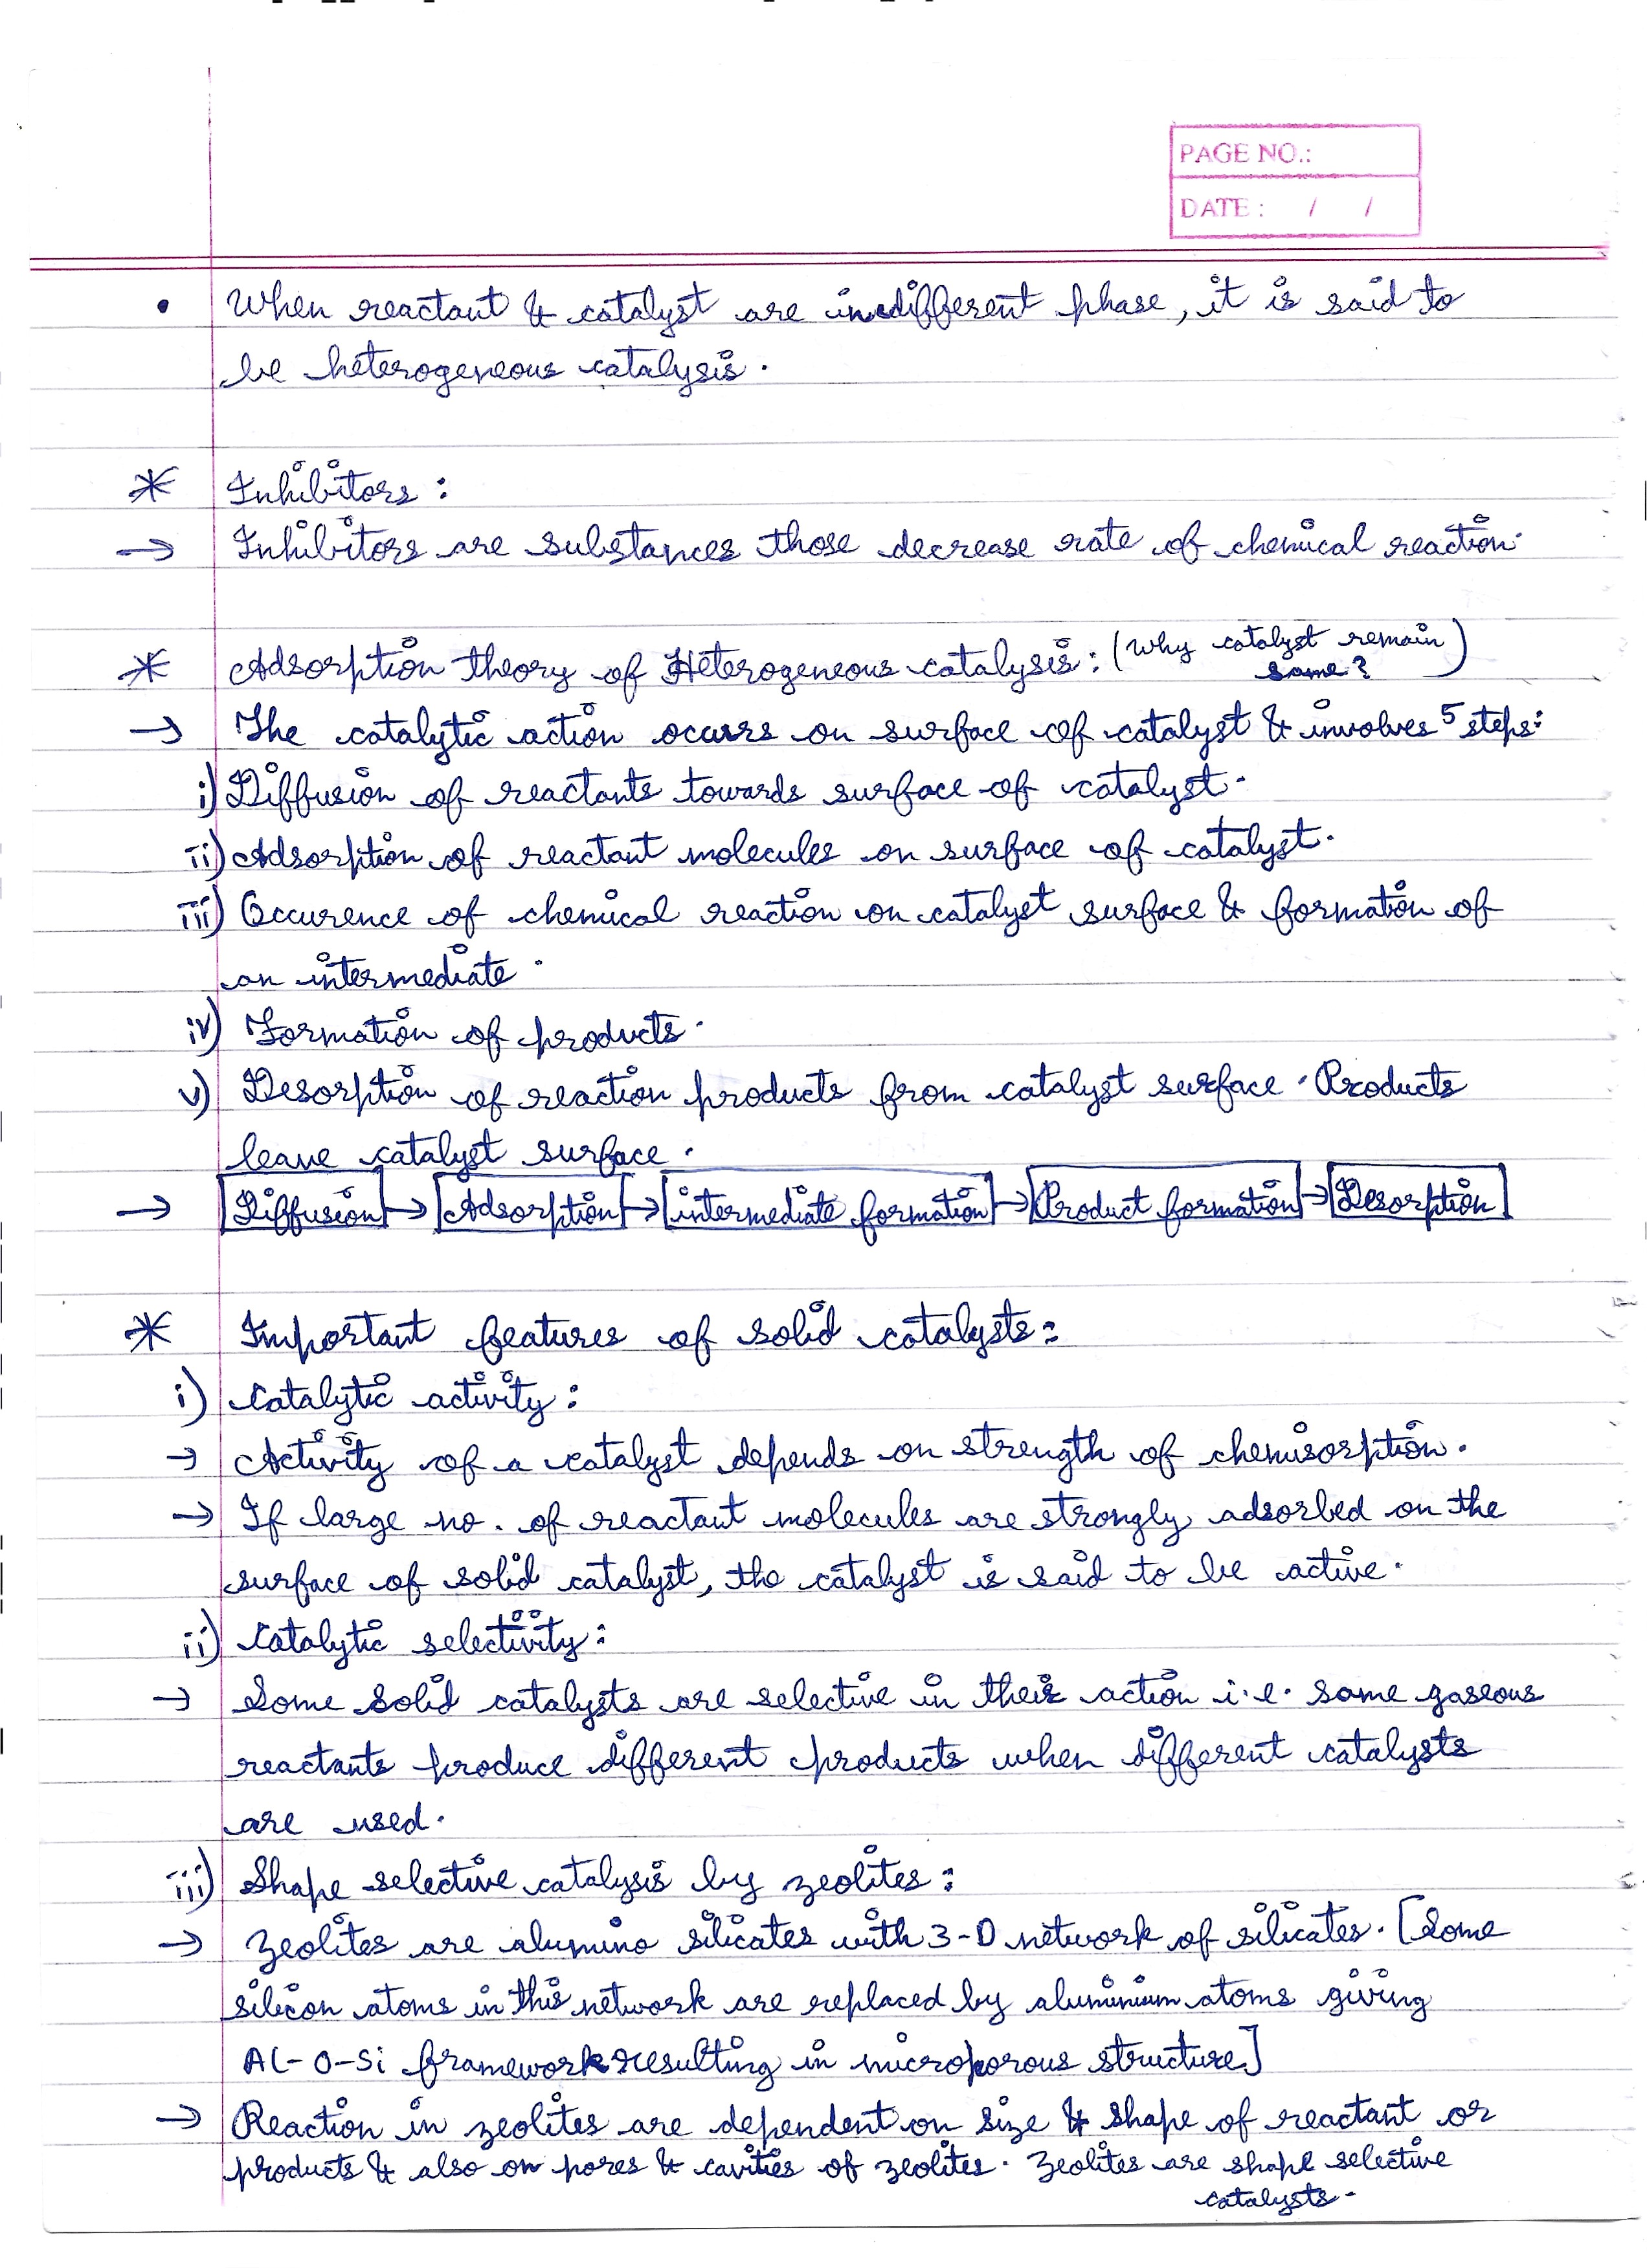 PAGE NO.:
DATE : / /
• When reactant & catalyst are in different phase, it is said to
be heterogeneous catalysis.
* Inhibitors :
→ Inhibitors are substances those decrease rate of chemical reaction.
* Adsorption theory of Heterogeneous catalysis: (Why catalyst remain
same?)
→ The catalytic action occurs on surface of catalyst & involves 5 steps:
i) Diffusion of reactants towards surface of catalyst.
ii) Adsorption of reactant molecules on surface of catalyst.
iii) Occurence of chemical reaction on catalyst surface & formation of
an intermediate.
iv) Formation of products.
v) Desorption of reaction products from catalyst surface. Products
leave catalyst surface.
→ Diffusion → Adsorption → intermediate formation → Product formation → Desorption
* Important features of solid catalysts:
i) Catalytic activity :
→ Activity of a catalyst depends on strength of chemisorption.
→ If large no. of reactant molecules are strongly adsorbed on the
surface of solid catalyst, the catalyst is said to be active.
ii) Catalytic selectivity:
→ Some solid catalysts are selective in their action i.e. same gaseous
reactants produce different products when different catalysts
are used.
iii) Shape selective catalysis by zeolites :
→ Zeolites are alumino silicates with 3-D network of silicates. [Some
silicon atoms in this network are replaced by aluminium atoms giving
Al-O-Si framework resulting in microporous structure]
→ Reaction in zeolites are dependent on size & shape of reactant or
products & also on pores & cavities of zeolites. Zeolites are shape selective
catalysts.